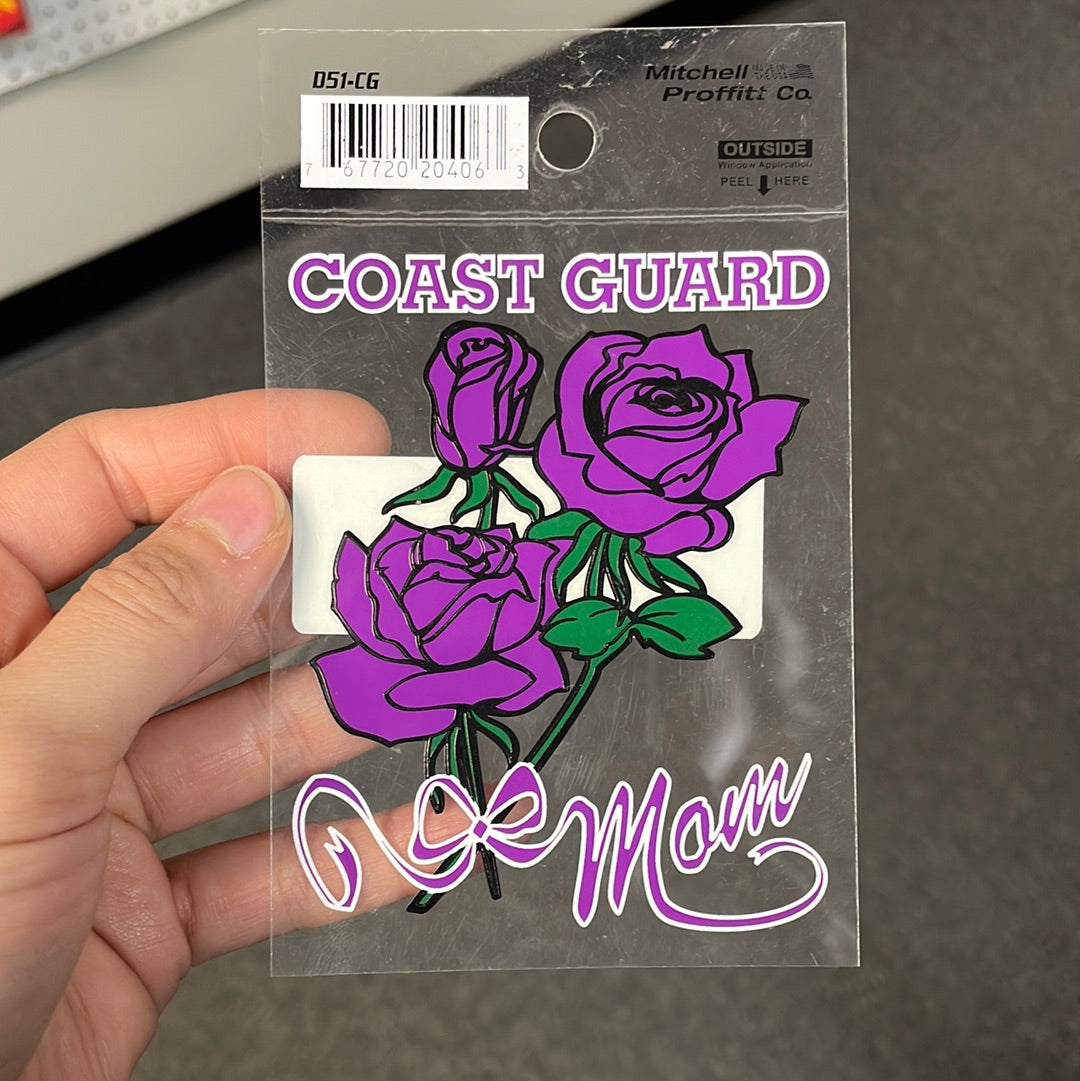 D51-CG
7 67720 20406 3
Mitchell
Proffitt Co.
OUTSIDE
Window Application
PEEL HERE
COAST GUARD
Mom